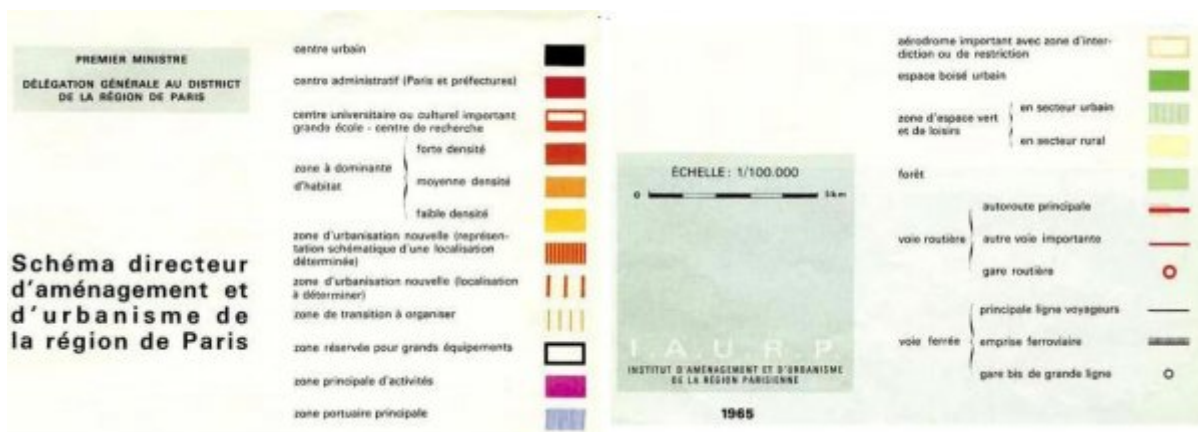 PREMIER MINISTRE
DÉLÉGATION GÉNÉRALE AU DISTRICT
DE LA RÉGION DE PARIS
Schéma directeur
d'aménagement et
d'urbanisme de
la région de Paris
centre urbain
centre administratif (Paris et préfectures)
centre universitaire ou culturel important
grande école - centre de recherche
zone à dominante
d'habitat
forte densité
moyenne densité
faible densité
zone d'urbanisation nouvelle (représen-
tation schématique d'une localisation
déterminée)
zone d'urbanisation nouvelle (localisation
à déterminer)
zone de transition à organiser
zone réservée pour grands équipements
zone principale d'activités
zone portuaire principale
ÉCHELLE : 1/100.000
0 5km
I.A.U.R.P.
INSTITUT D'AMÉNAGEMENT ET D'URBANISME
DE LA RÉGION PARISIENNE
1965
aérodrome important avec zone d'inter-
diction ou de restriction
espace boisé urbain
zone d'espace vert
et de loisirs
en secteur urbain
en secteur rural
forêt
voie routière
autoroute principale
autre voie importante
gare routière
voie ferrée
principale ligne voyageurs
emprise ferroviaire
gare bis de grande ligne